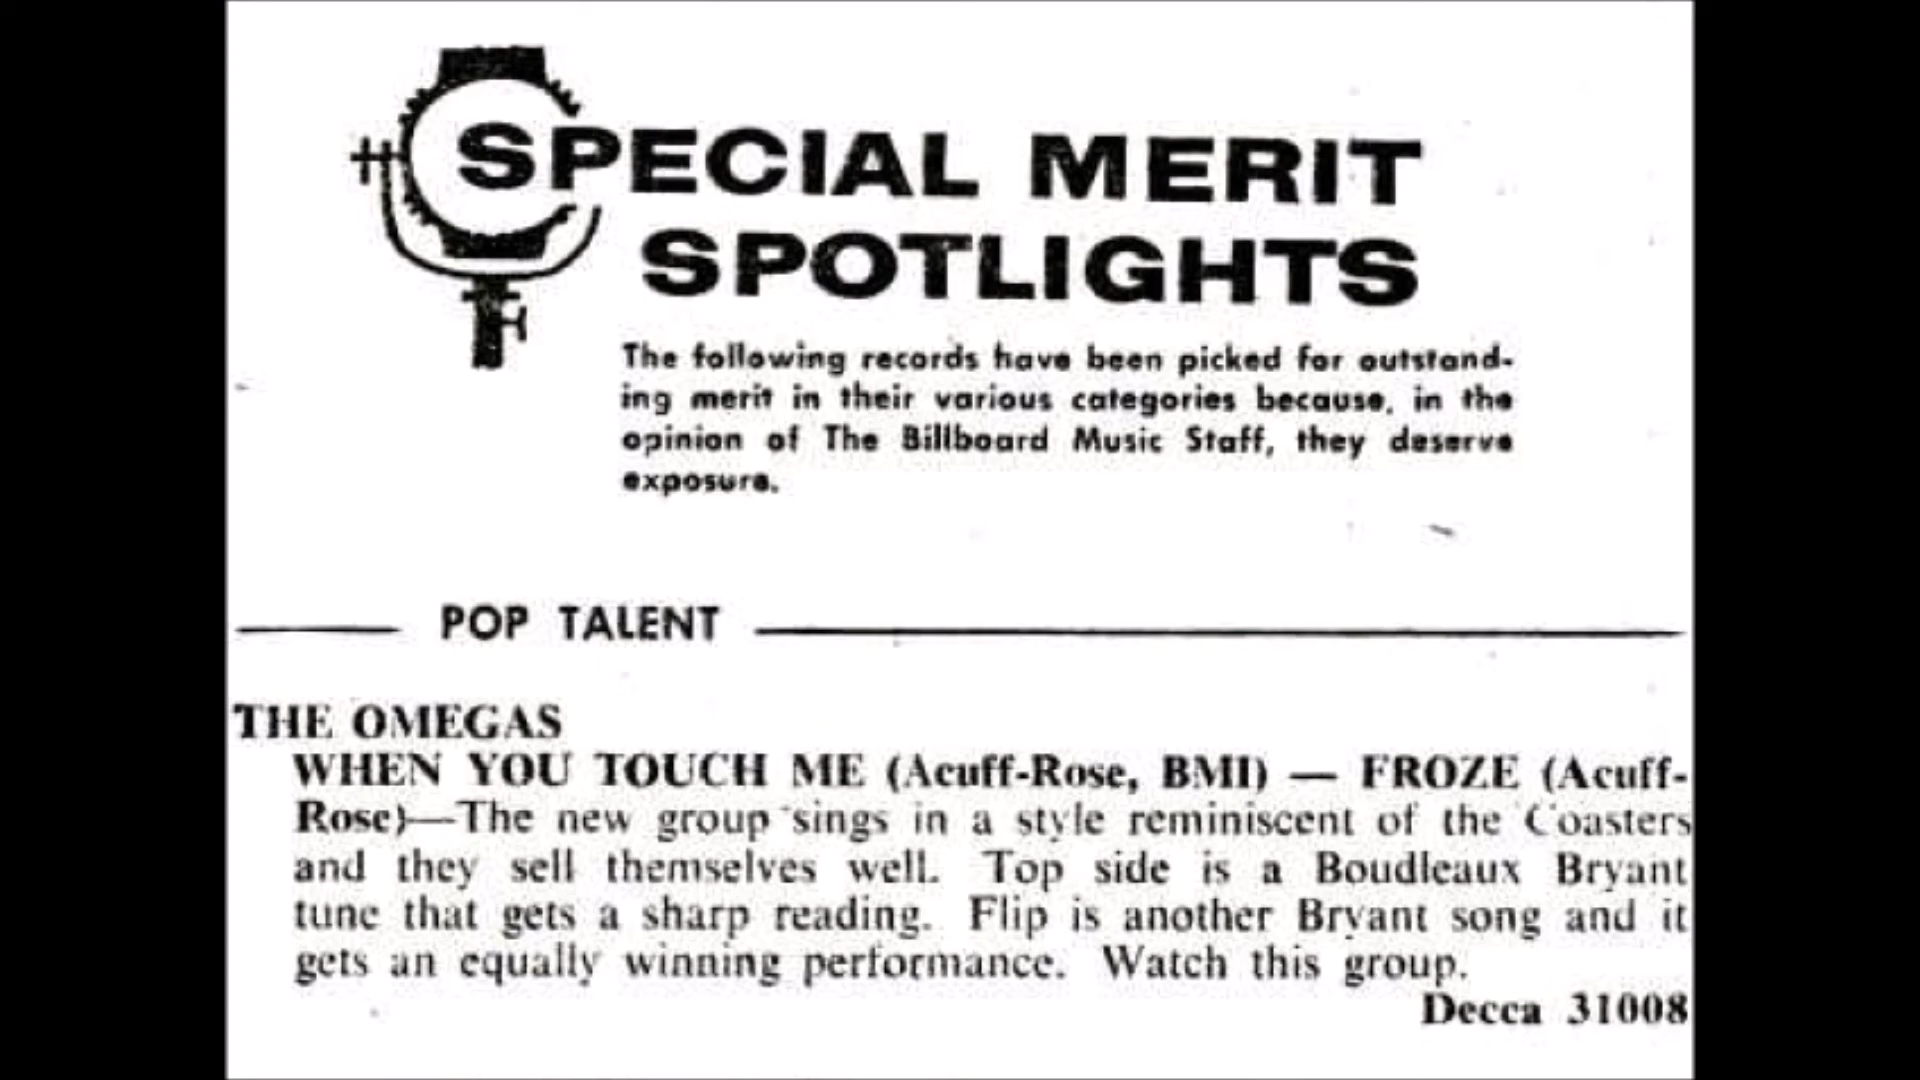 SPECIAL MERIT
SPOTLIGHTS
The following records have been picked for outstand-
ing merit in their various categories because, in the
opinion of The Billboard Music Staff, they deserve
exposure.
POP TALENT
THE OMEGAS
WHEN YOU TOUCH ME (Acuff-Rose, BMI) — FROZE (Acuff-
Rose)—The new group sings in a style reminiscent of the Coasters
and they sell themselves well. Top side is a Boudleaux Bryant
tune that gets a sharp reading. Flip is another Bryant song and it
gets an equally winning performance. Watch this group.
Decca 31008